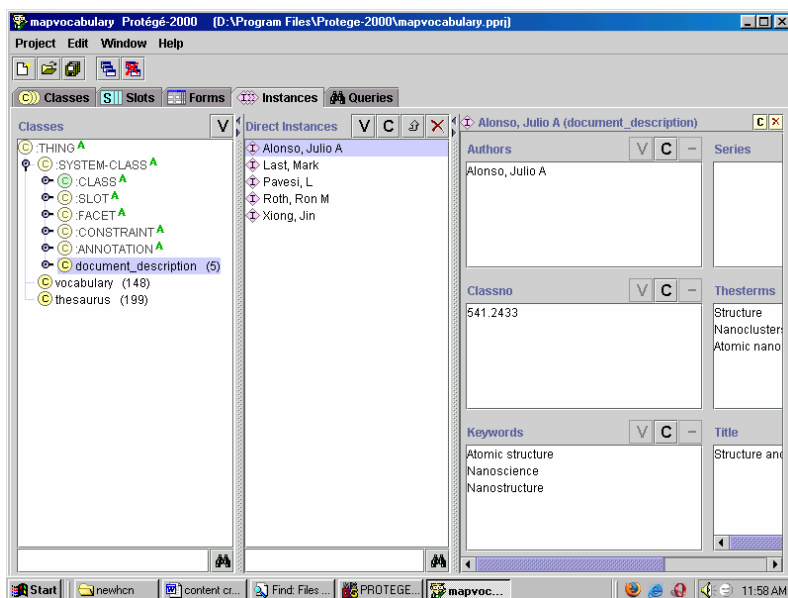 mapvocabulary Protégé-2000 (D:\Program Files\Protege-2000\mapvocabulary.pprj)
Project Edit Window Help
C Classes S Slots Forms I Instances Queries
Classes V
:THING A
:SYSTEM-CLASS A
:CLASS A
:SLOT A
:FACET A
:CONSTRAINT A
:ANNOTATION A
document_description (5)
vocabulary (148)
thesaurus (199)
Direct Instances V C
Alonso, Julio A
Last, Mark
Pavesi, L
Roth, Ron M
Xiong, Jin
Alonso, Julio A (document_description) C
Authors V C
Alonso, Julio A
Series
Classno V C
541.2433
Thesterms
Structure
Nanoclusters
Atomic nano
Keywords V C
Atomic structure
Nanoscience
Nanostructure
Title
Structure and
Start newhcn content cr... Find: Files ... PROTEGE... mapvoc... 11:58 AM